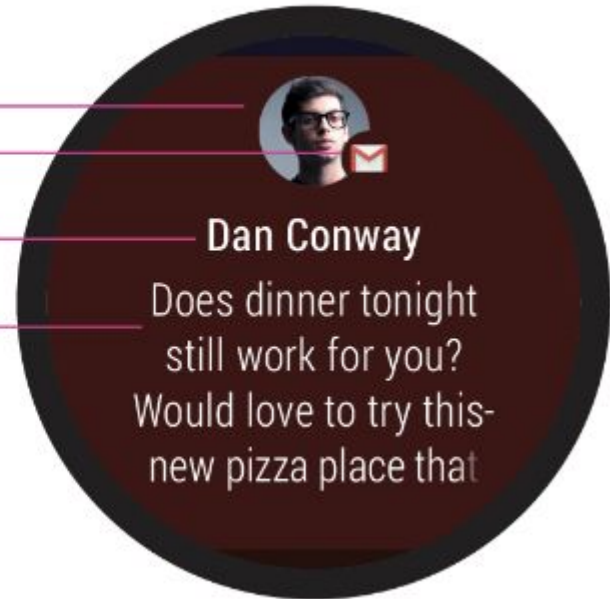 Dan Conway
Does dinner tonight
still work for you?
Would love to try this-
new pizza place that